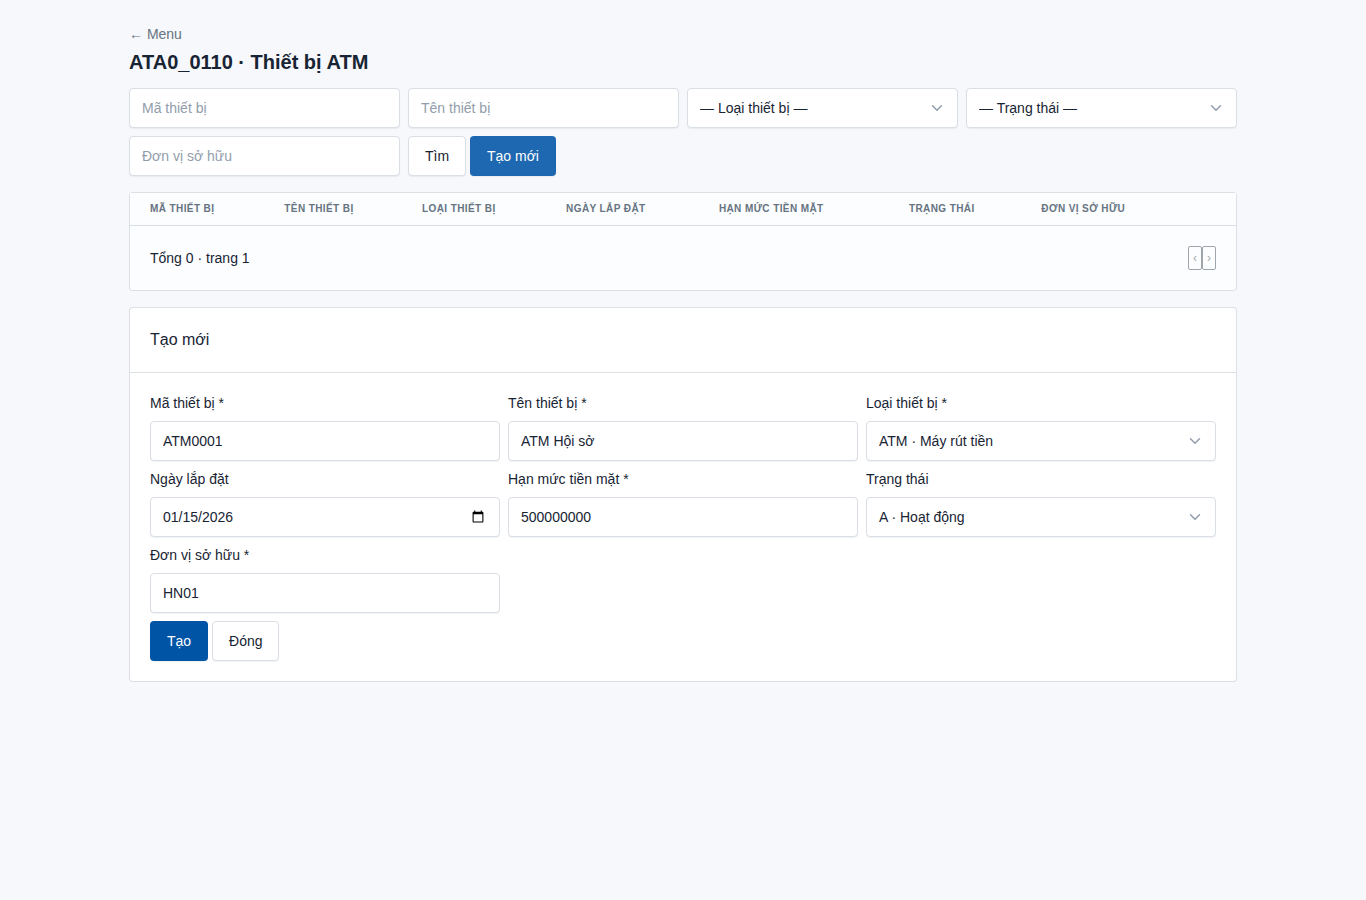 ← Menu
ATA0_0110 · Thiết bị ATM
Mã thiết bị Tên thiết bị — Loại thiết bị — — Trạng thái —
Đơn vị sở hữu Tìm Tạo mới
MÃ THIẾT BỊ TÊN THIẾT BỊ LOẠI THIẾT BỊ NGÀY LẮP ĐẶT HẠN MỨC TIỀN MẶT TRẠNG THÁI ĐƠN VỊ SỞ HỮU
Tổng 0 · trang 1 ‹ ›
Tạo mới
Mã thiết bị * Tên thiết bị * Loại thiết bị *
ATM0001 ATM Hội sở ATM · Máy rút tiền
Ngày lắp đặt Hạn mức tiền mặt * Trạng thái
01/15/2026 500000000 A · Hoạt động
Đơn vị sở hữu *
HN01
Tạo Đóng